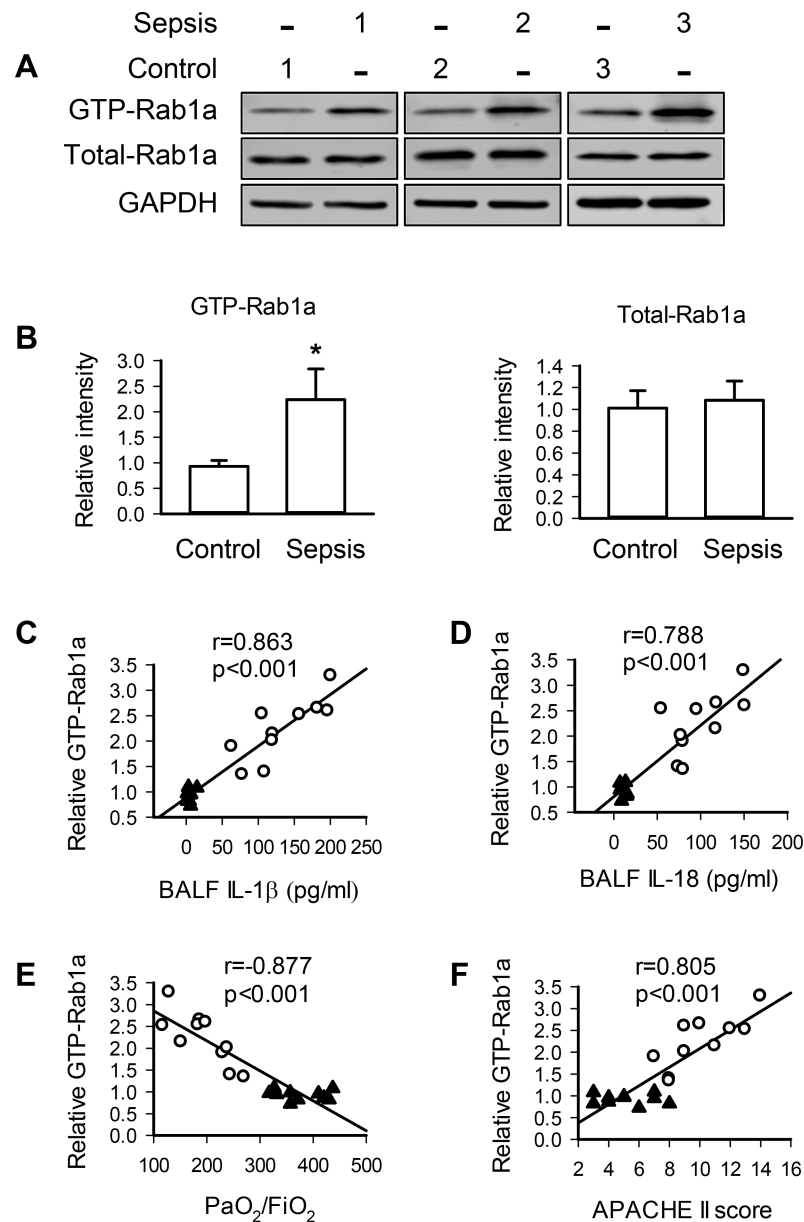 Sepsis - 1 - 2 - 3
A
Control 1 - 2 - 3 -
GTP-Rab1a
Total-Rab1a
GAPDH
B
GTP-Rab1a
Relative intensity
3.0
2.5
2.0
1.5
1.0
0.5
0.0
*
Control Sepsis
Total-Rab1a
Relative intensity
1.4
1.2
1.0
0.8
0.6
0.4
0.2
0.0
Control Sepsis
C
Relative GTP-Rab1a
r=0.863
p<0.001
3.5
3.0
2.5
2.0
1.5
1.0
0.5
0 50 100 150 200 250
BALF IL-1β (pg/ml)
D
Relative GTP-Rab1a
r=0.788
p<0.001
3.5
3.0
2.5
2.0
1.5
1.0
0.5
0 50 100 150 200
BALF IL-18 (pg/ml)
E
Relative GTP-Rab1a
r=-0.877
p<0.001
3.5
3.0
2.5
2.0
1.5
1.0
0.5
0.0
100 200 300 400 500
PaO₂/FiO₂
F
Relative GTP-Rab1a
r=0.805
p<0.001
3.5
3.0
2.5
2.0
1.5
1.0
0.5
0.0
2 4 6 8 10 12 14 16
APACHE II score